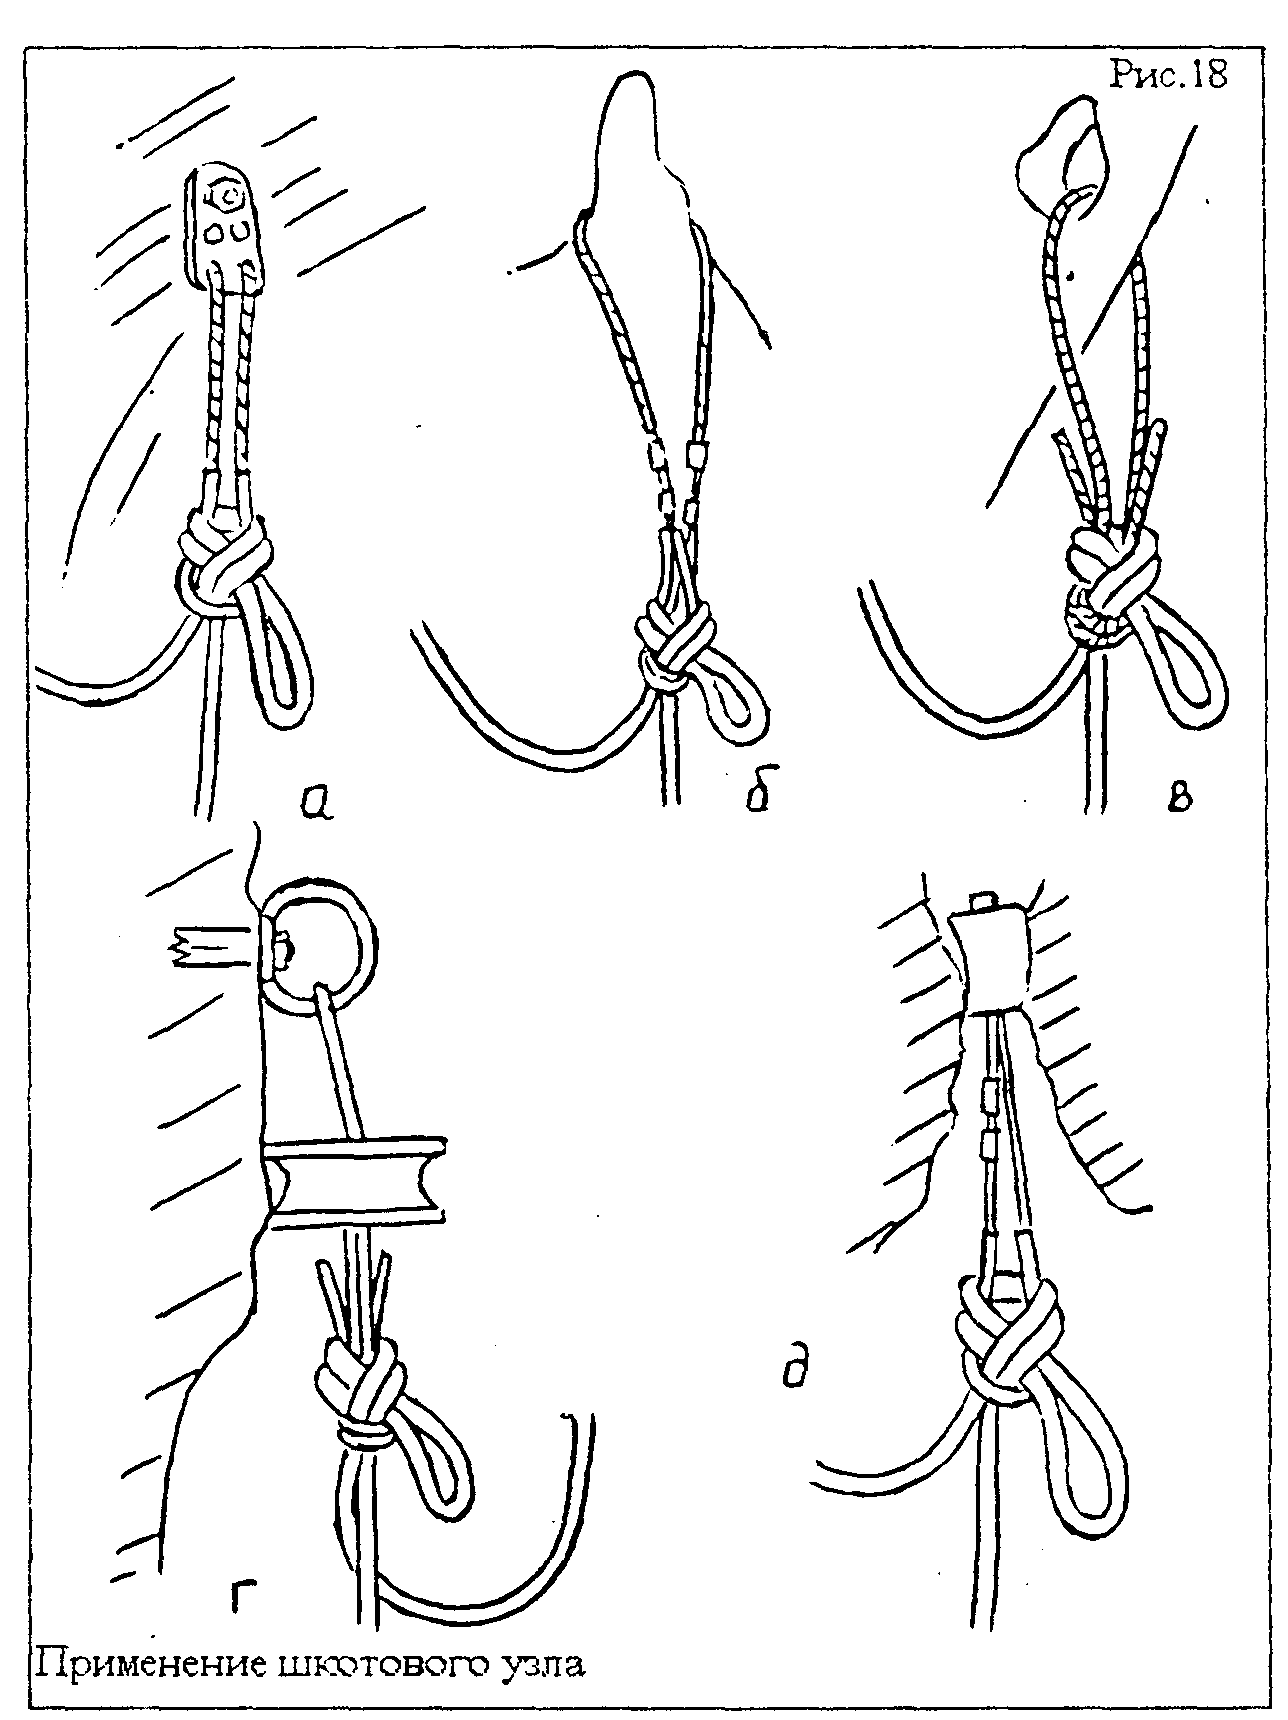 Рис.18
а
б
в
г
д
Применение шкотового узла